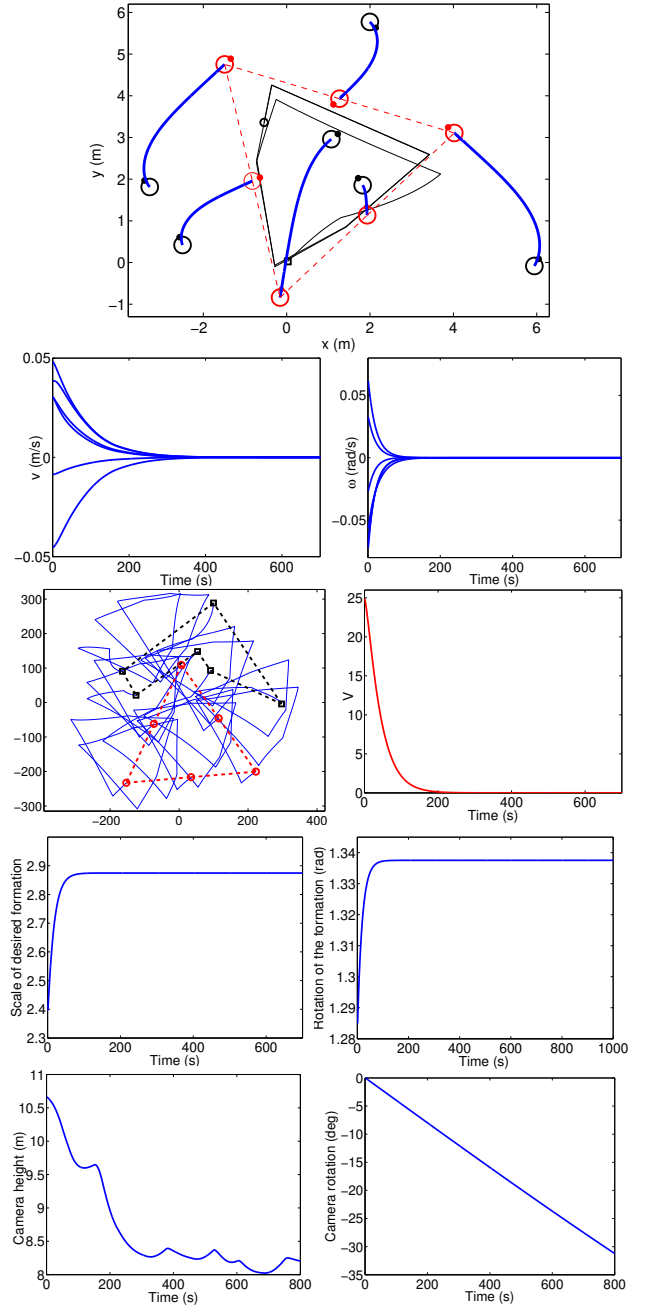 6
5
4
3
2
1
0
−1
y (m)
−2 0 2 4 6
x (m)
0.05
0
−0.05
v (m/s)
0 200 400 600
Time (s)
0.05
0
−0.05
ω (rad/s)
0 200 400 600
Time (s)
300
200
100
0
−100
−200
−300
−200 0 200 400
25
20
15
10
5
0
V
0 200 400 600
Time (s)
2.9
2.8
2.7
2.6
2.5
2.4
2.3
Scale of desired formation
0 200 400 600
Time (s)
1.34
1.33
1.32
1.31
1.3
1.29
1.28
Rotation of the formation (rad)
0 200 400 600 800 1000
Time (s)
11
10.5
10
9.5
9
8.5
8
Camera height (m)
0 200 400 600 800
Time (s)
0
−5
−10
−15
−20
−25
−30
−35
Camera rotation (deg)
0 200 400 600 800
Time (s)